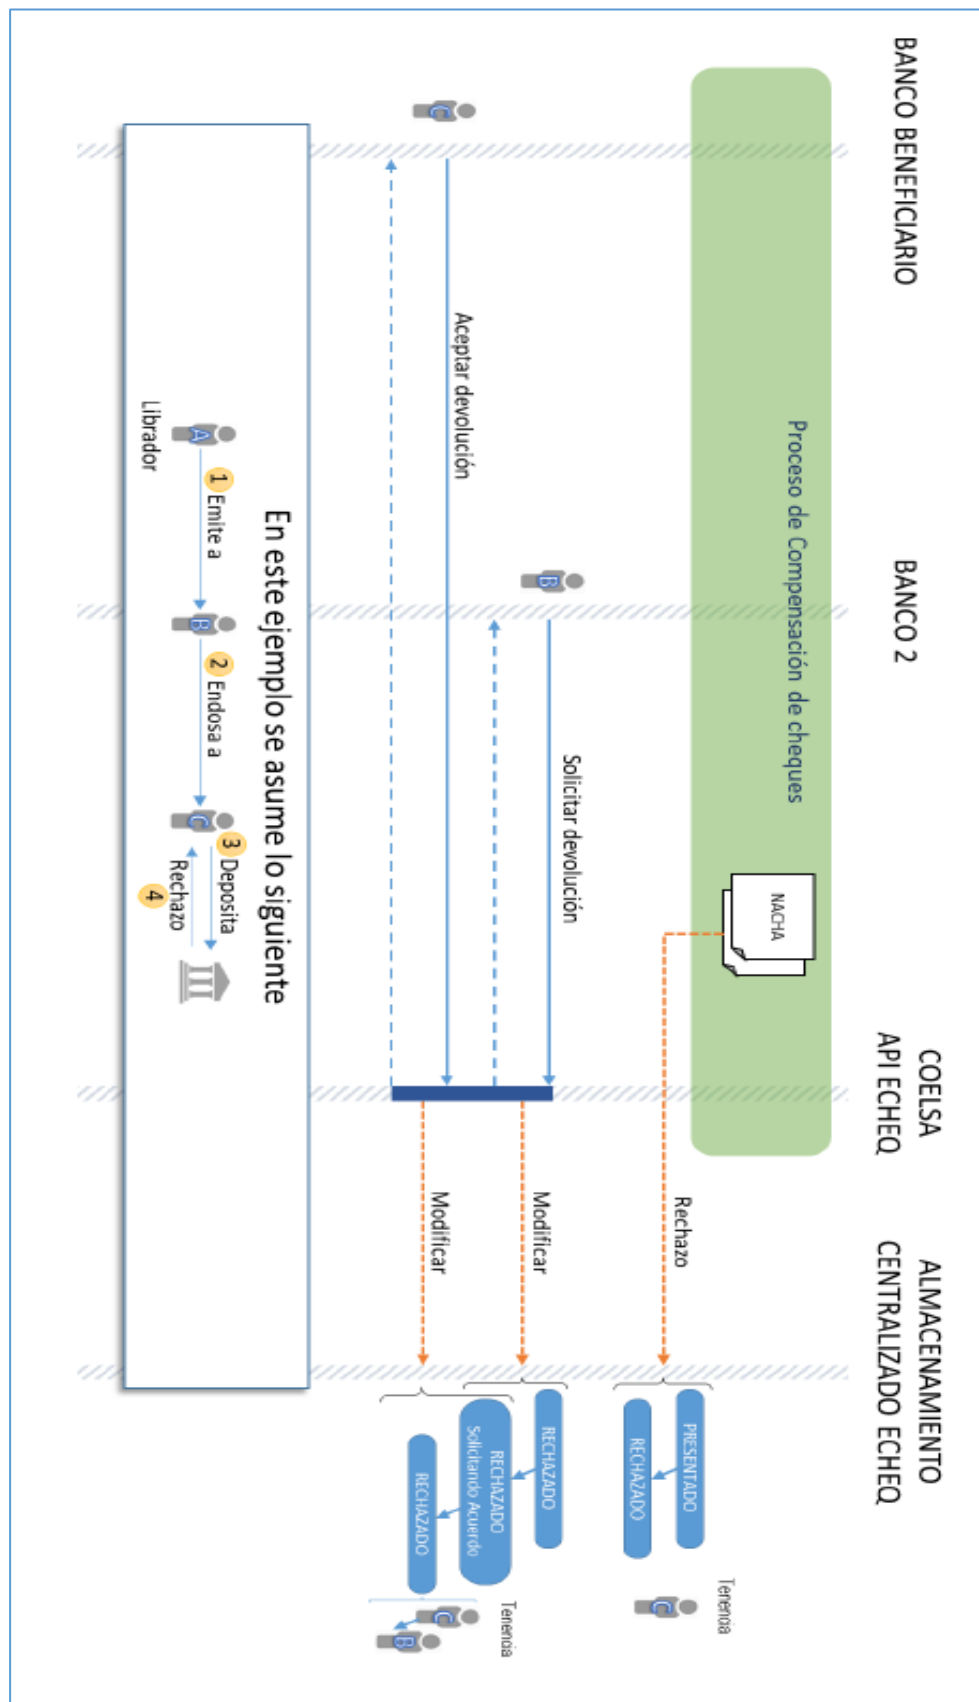 BANCO BENEFICIARIO
BANCO 2
COELSA
API ECHEQ
ALMACENAMIENTO
CENTRALIZADO ECHEQ
Proceso de Compensación de cheques
NACHA
Rechazo
PRESENTADO
RECHAZADO
Tenencia
C
B
Solicitar devolución
Modificar
RECHAZADO
C
Aceptar devolución
Modificar
RECHAZADO
Solicitando Acuerdo
RECHAZADO
Tenencia
C
B
En este ejemplo se asume lo siguiente
A
1 Emite a
B
2 Endosa a
C
3 Deposita
Rechazo
4
Librador